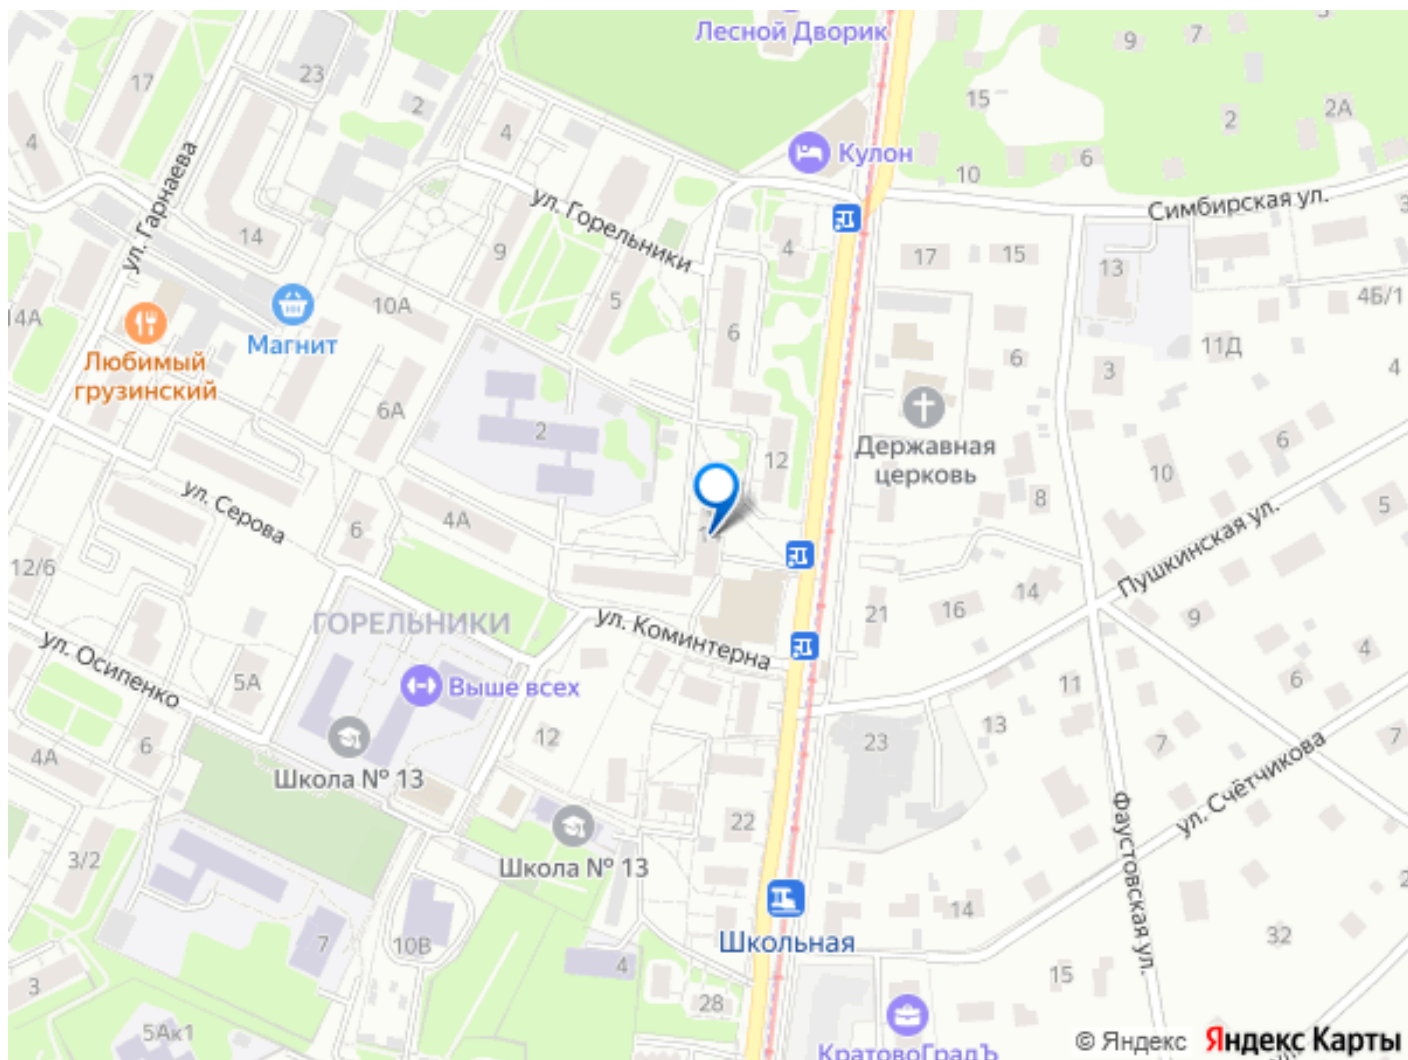 Лесной Дворик
9
7
17
23
15
2А
2
4
2
4
Кулон
6
10
ул. Гарнаева
ул. Горельники
Симбирская ул.
3
14
9
4
17
15
13
10А
5
4Б/1
14А
Магнит
6
11Д
Любимый
грузинский
6
3
4
6А
2
Державная
церковь
6
12
10
ул. Серова
4А
8
5
6
Пушкинская ул.
12/6
14
ГОРЕЛЬНИКИ
ул. Коминтерна
21
16
9
ул. Осипенко
5А
Выше всех
11
4
6
12
13
6
23
7
7
4А
Школа № 13
ул. Счётчикова
22
Фаустовская ул.
3/2
Школа № 13
14
2
7
10В
Школьная
32
4
15
3
28
5Ак1
КратовоГрадЪ
© Яндекс
Яндекс Карты